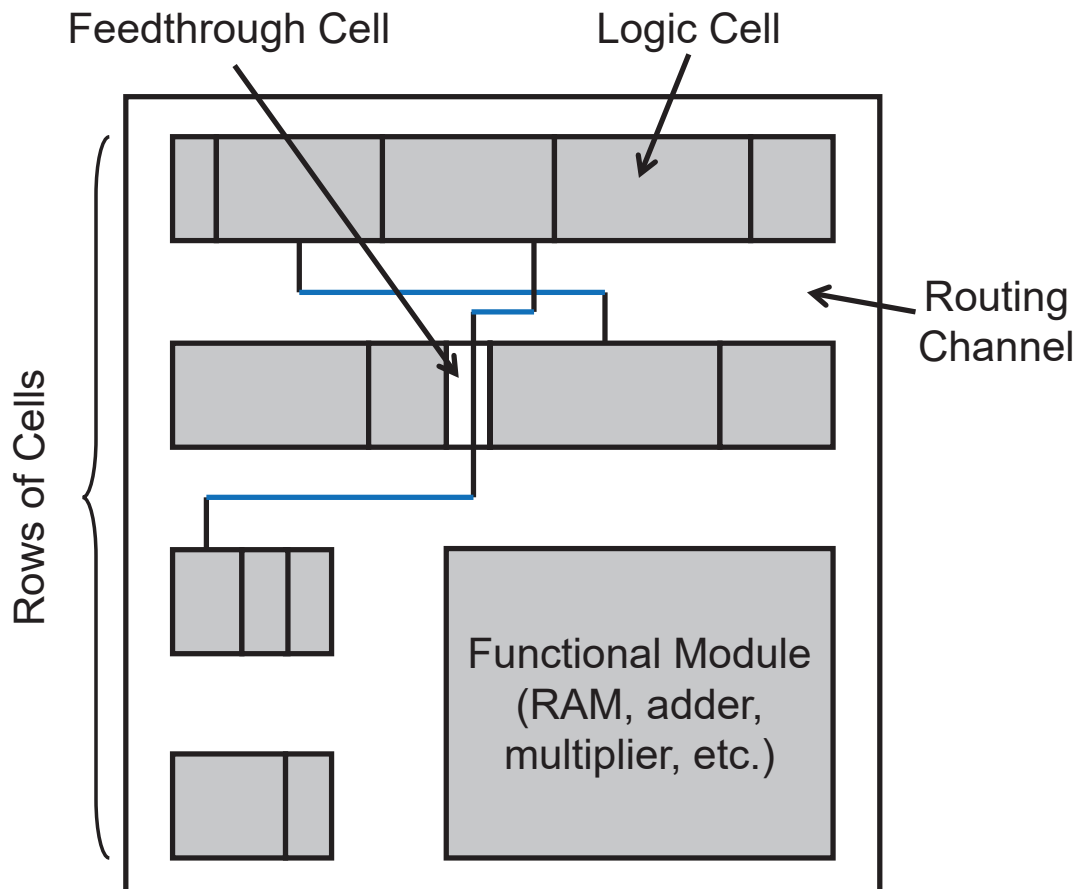 Feedthrough Cell
Logic Cell
Routing
Channel
Rows of Cells
Functional Module
(RAM, adder,
multiplier, etc.)